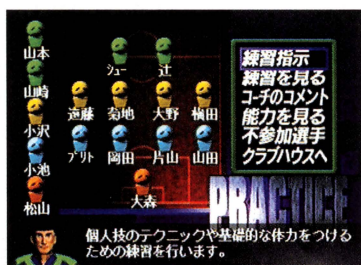 山本
山崎
小沢
小池
松山
シュー 辻
遠藤 菊地 大野 横田
ブリト 岡田 片山 山田
大森
練習指示
練習を見る
コーチのコメント
能力を見る
不参加選手
クラブハウスへ
PRACTICE
個人技のテクニックや基礎的な体力をつける
ための練習を行います。